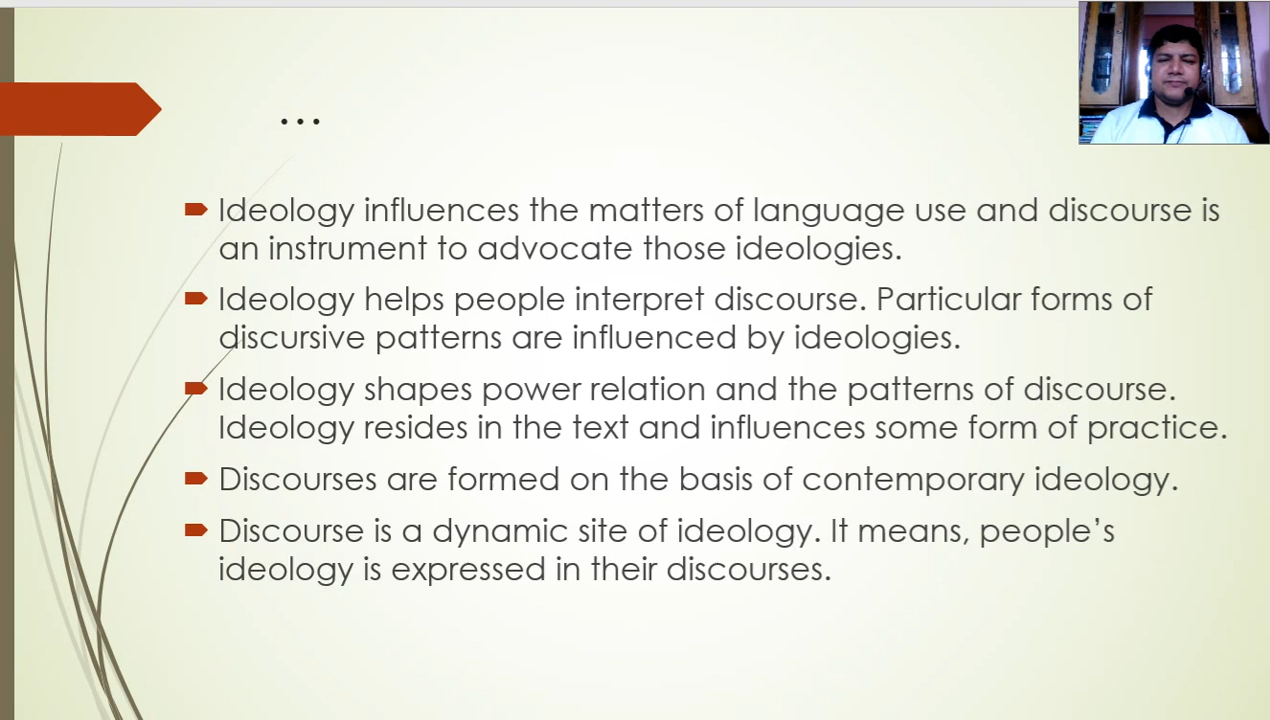 ...
Ideology influences the matters of language use and discourse is
an instrument to advocate those ideologies.
Ideology helps people interpret discourse. Particular forms of
discursive patterns are influenced by ideologies.
Ideology shapes power relation and the patterns of discourse.
Ideology resides in the text and influences some form of practice.
Discourses are formed on the basis of contemporary ideology.
Discourse is a dynamic site of ideology. It means, people’s
ideology is expressed in their discourses.